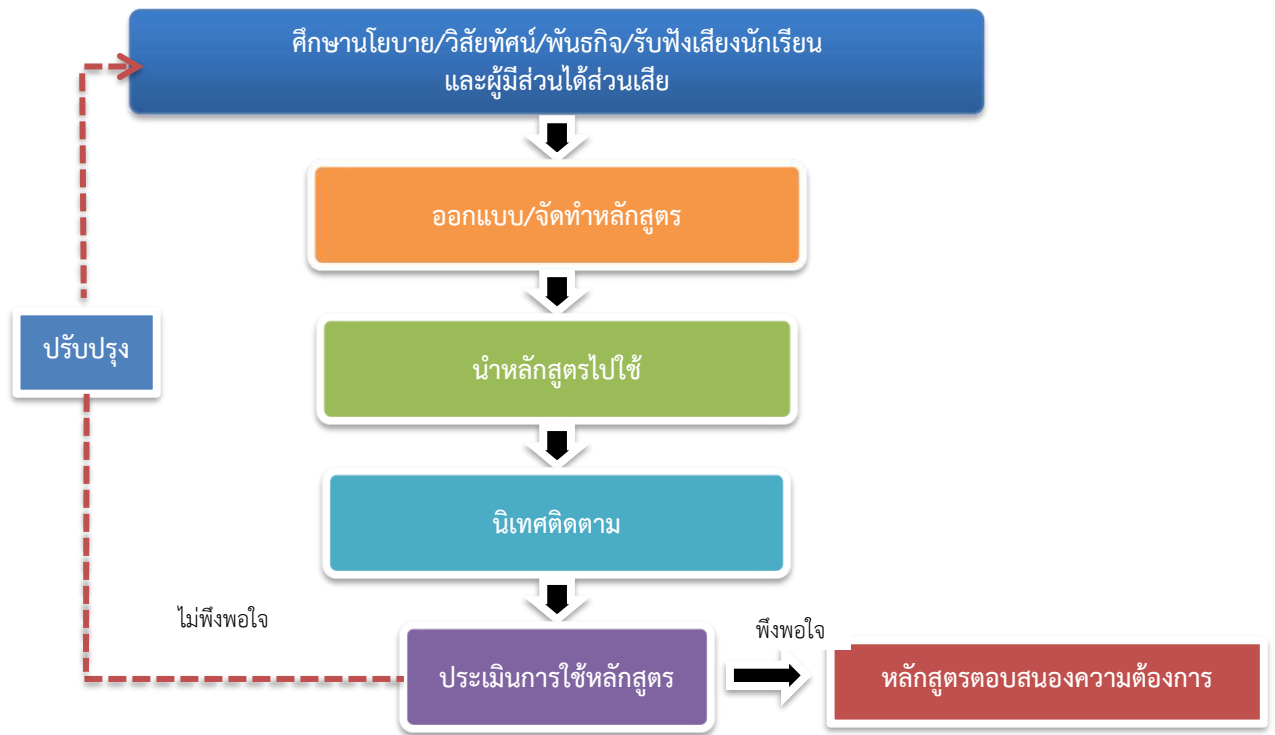 ศึกษานโยบาย/วิสัยทัศน์/พันธกิจ/รับฟังเสียงนักเรียน
และผู้มีส่วนได้ส่วนเสีย
ออกแบบ/จัดทำหลักสูตร
นำหลักสูตรไปใช้
ปรับปรุง
นิเทศติดตาม
ไม่พึงพอใจ
พึงพอใจ
ประเมินการใช้หลักสูตร
หลักสูตรตอบสนองความต้องการ